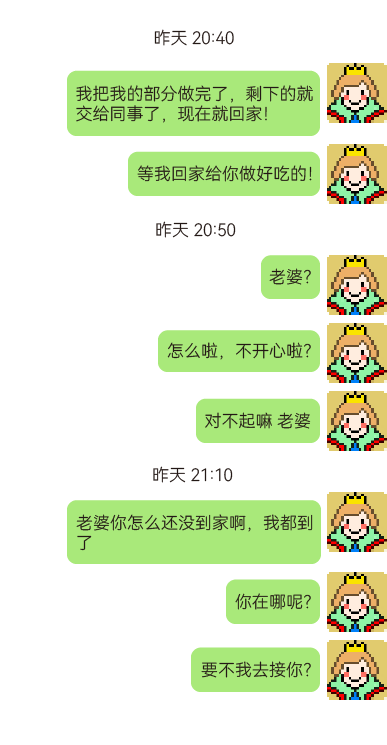 昨天 20:40
我把我的部分做完了，剩下的就
交给同事了，现在就回家!
等我回家给你做好吃的!
昨天 20:50
老婆?
怎么啦，不开心啦?
对不起嘛 老婆
昨天 21:10
老婆你怎么还没到家啊，我都到
了
你在哪呢?
要不我去接你?